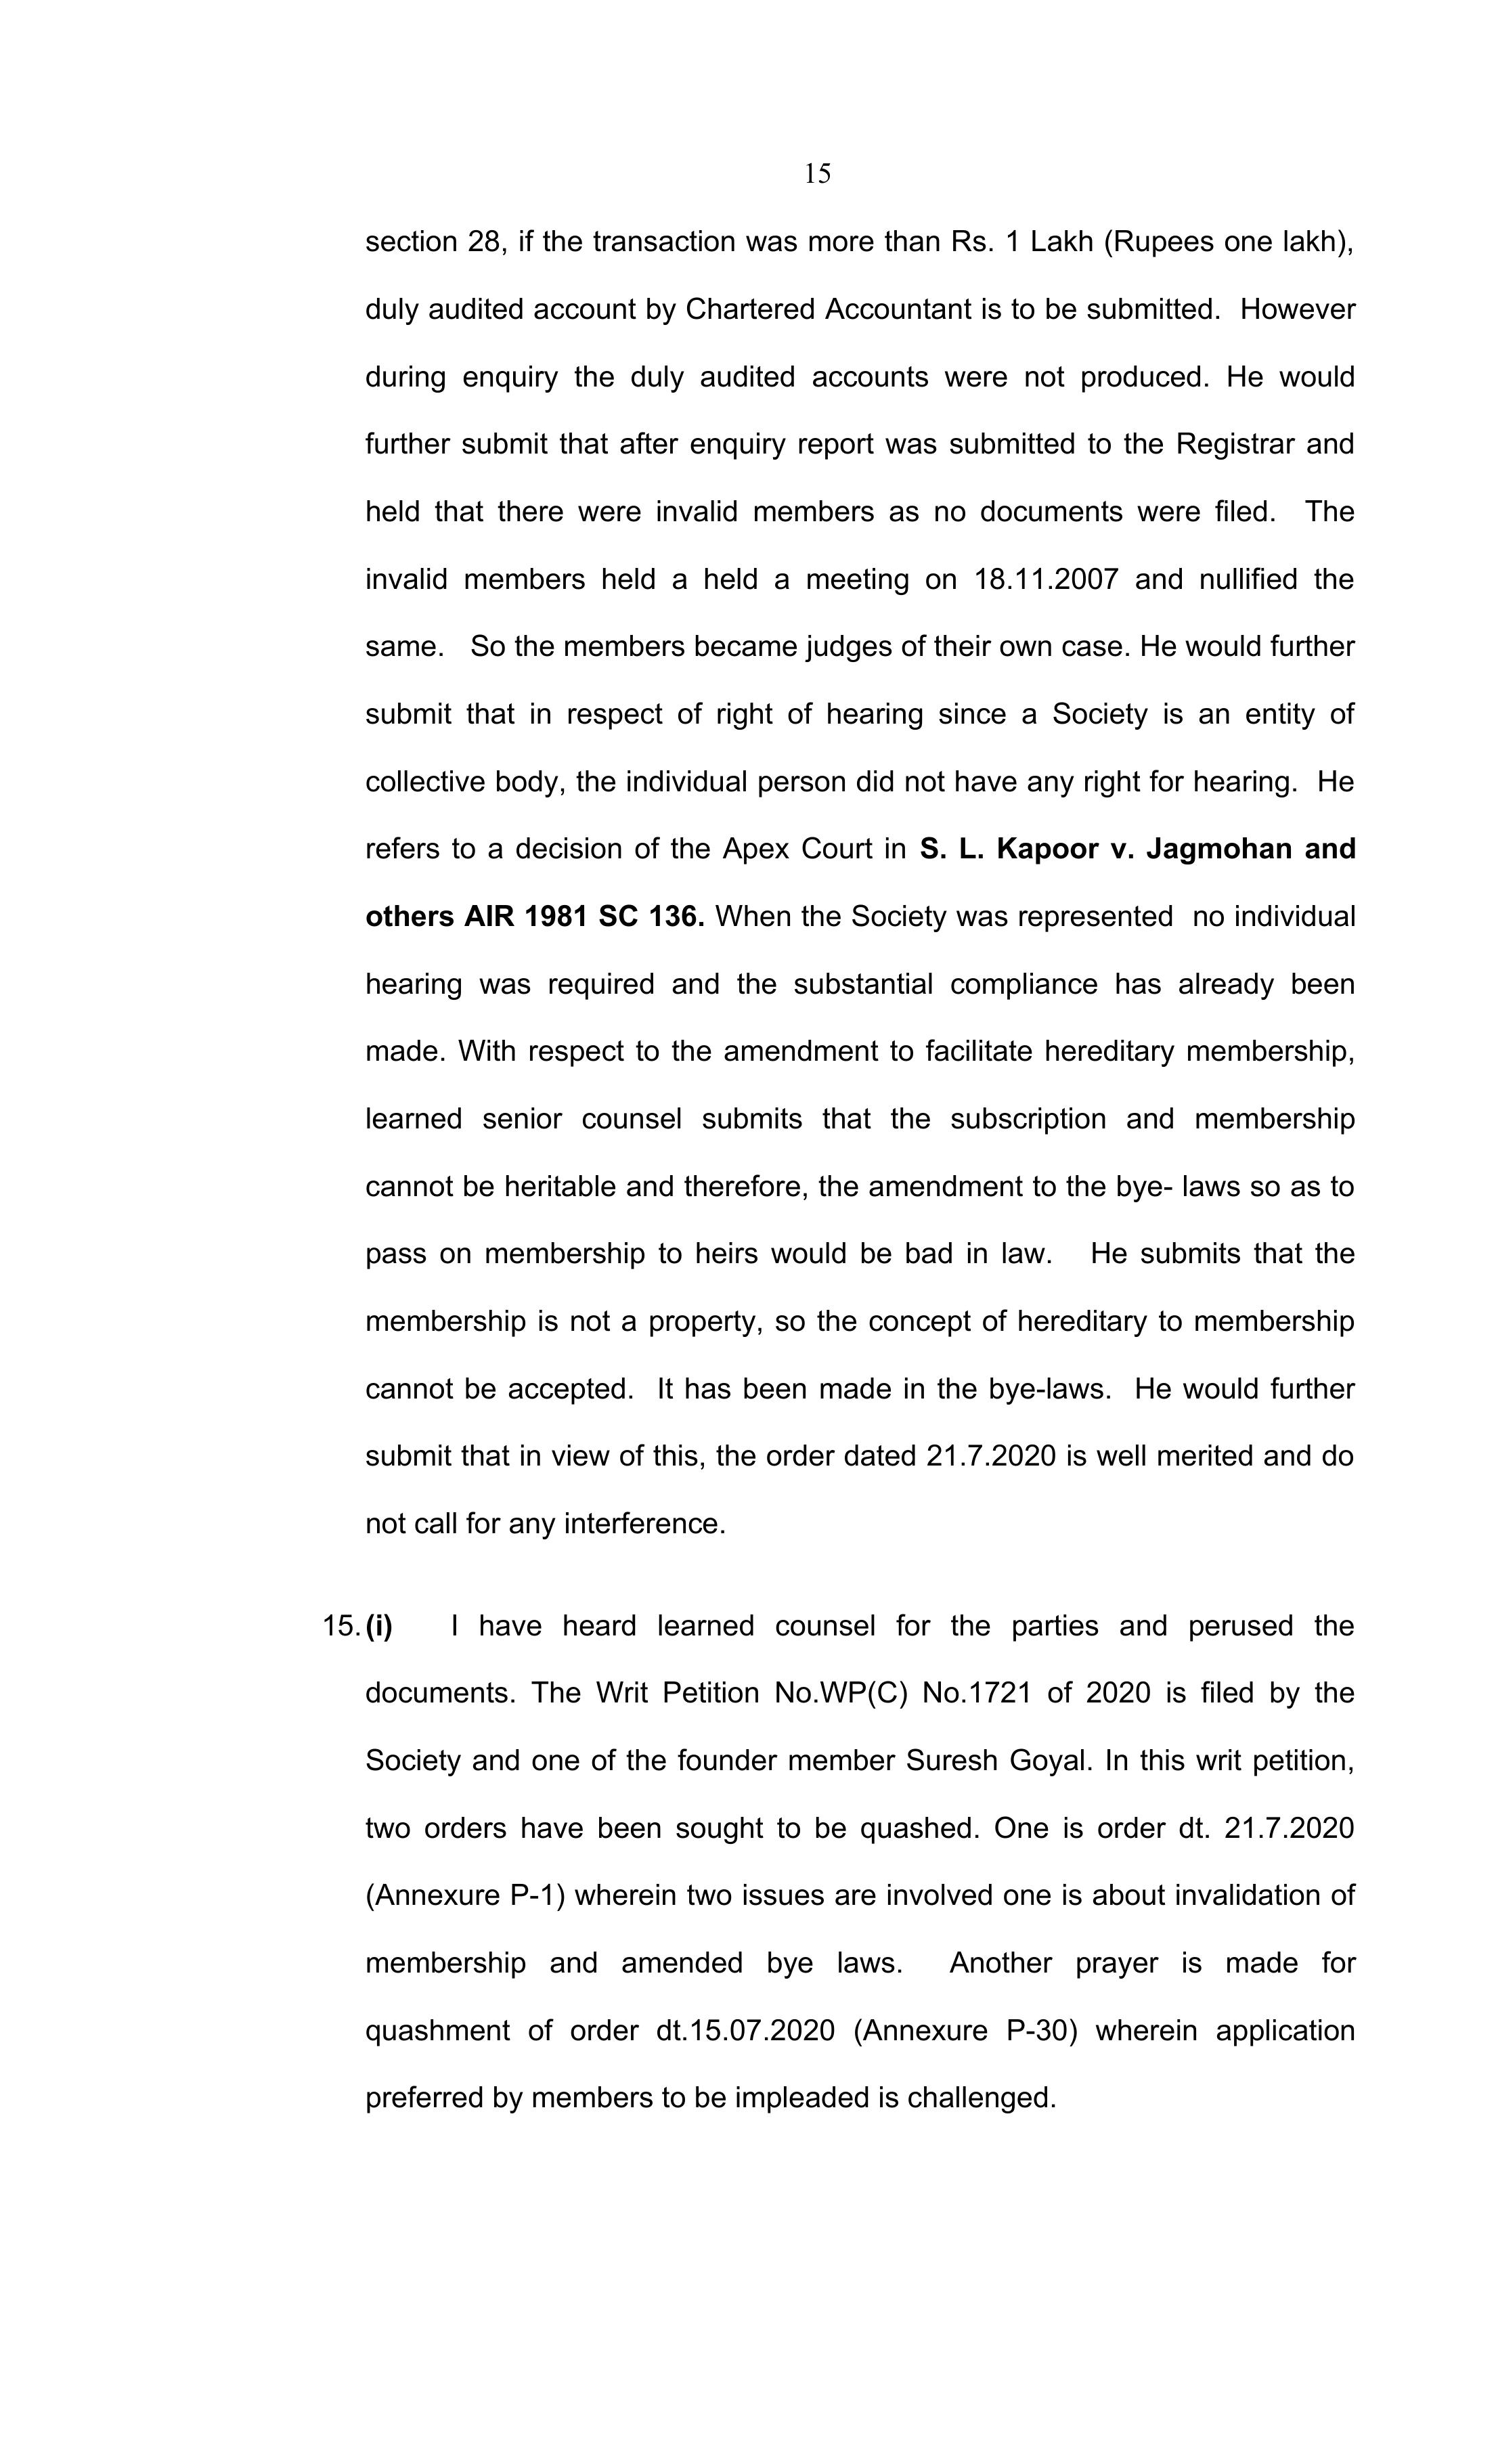 15
section 28, if the transaction was more than Rs. 1 Lakh (Rupees one lakh),
duly audited account by Chartered Accountant is to be submitted. However
during enquiry the duly audited accounts were not produced. He would
further submit that after enquiry report was submitted to the Registrar and
held that there were invalid members as no documents were filed. The
invalid members held a held a meeting on 18.11.2007 and nullified the
same. So the members became judges of their own case. He would further
submit that in respect of right of hearing since a Society is an entity of
collective body, the individual person did not have any right for hearing. He
refers to a decision of the Apex Court in S. L. Kapoor v. Jagmohan and
others AIR 1981 SC 136. When the Society was represented no individual
hearing was required and the substantial compliance has already been
made. With respect to the amendment to facilitate hereditary membership,
learned senior counsel submits that the subscription and membership
cannot be heritable and therefore, the amendment to the bye- laws so as to
pass on membership to heirs would be bad in law. He submits that the
membership is not a property, so the concept of hereditary to membership
cannot be accepted. It has been made in the bye-laws. He would further
submit that in view of this, the order dated 21.7.2020 is well merited and do
not call for any interference.
15. (i) I have heard learned counsel for the parties and perused the
documents. The Writ Petition No.WP(C) No.1721 of 2020 is filed by the
Society and one of the founder member Suresh Goyal. In this writ petition,
two orders have been sought to be quashed. One is order dt. 21.7.2020
(Annexure P-1) wherein two issues are involved one is about invalidation of
membership and amended bye laws. Another prayer is made for
quashment of order dt.15.07.2020 (Annexure P-30) wherein application
preferred by members to be impleaded is challenged.